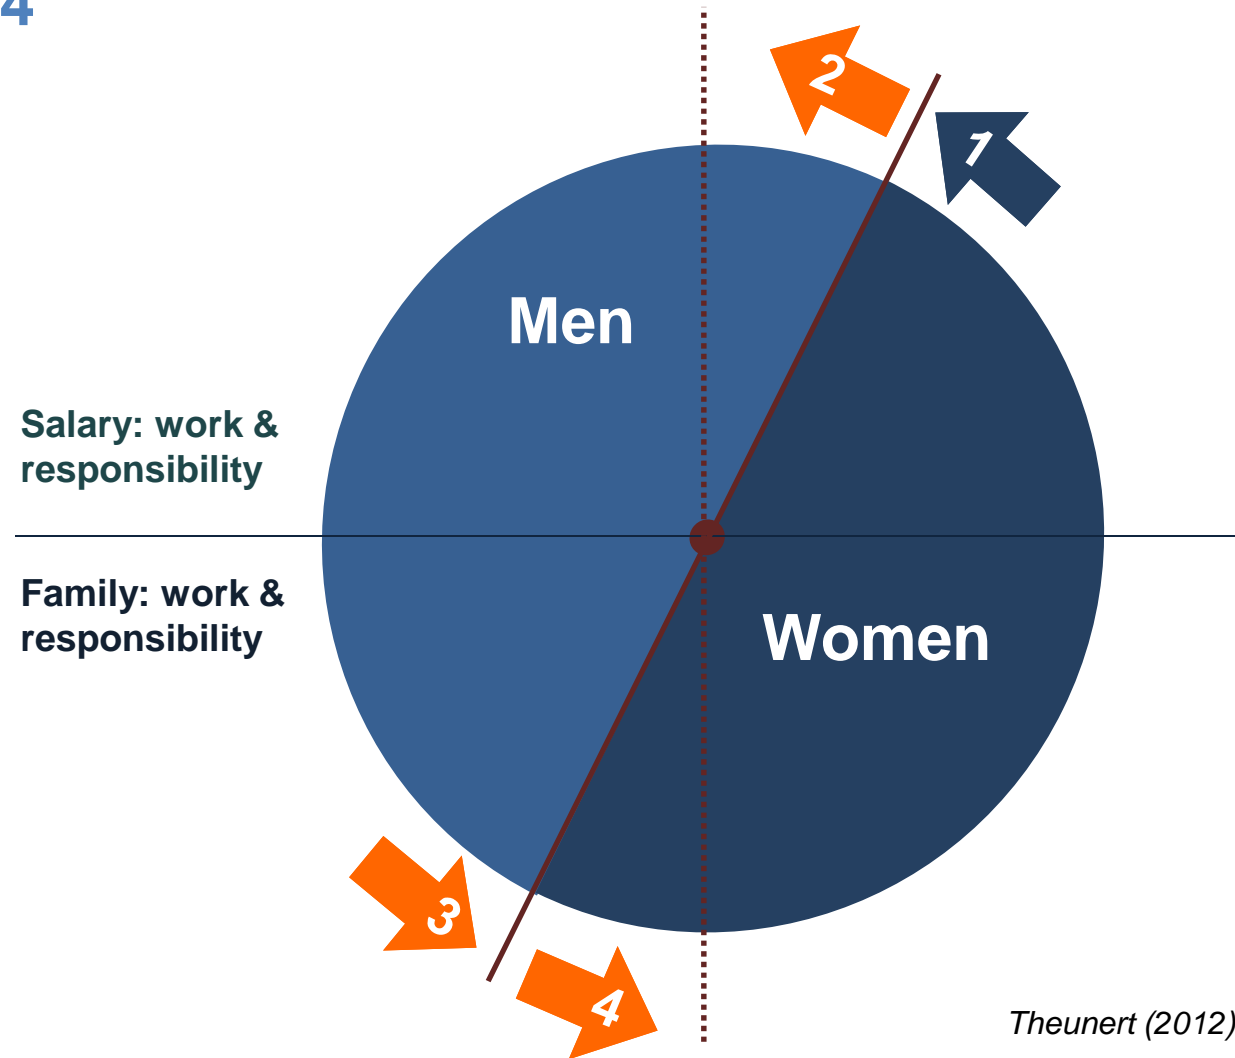 4
2
1
Men
Salary: work &
responsibility
Family: work &
responsibility
Women
3
4
Theunert (2012)